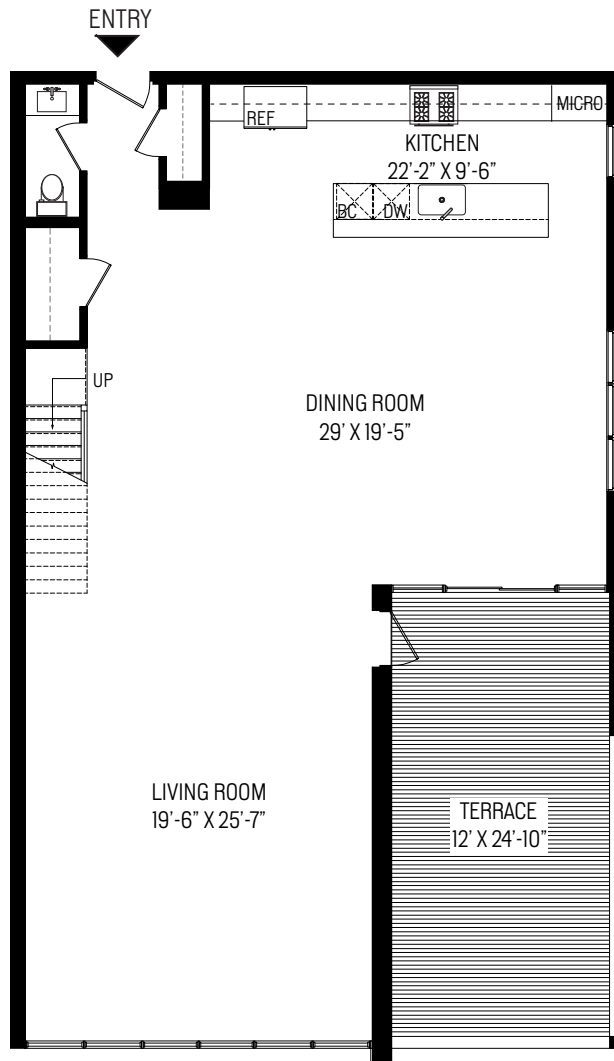 ENTRY
REF
MICRO
KITCHEN
22'-2” X 9'-6”
BC DW
UP
DINING ROOM
29' X 19'-5”
LIVING ROOM
19'-6” X 25'-7”
TERRACE
12' X 24'-10”